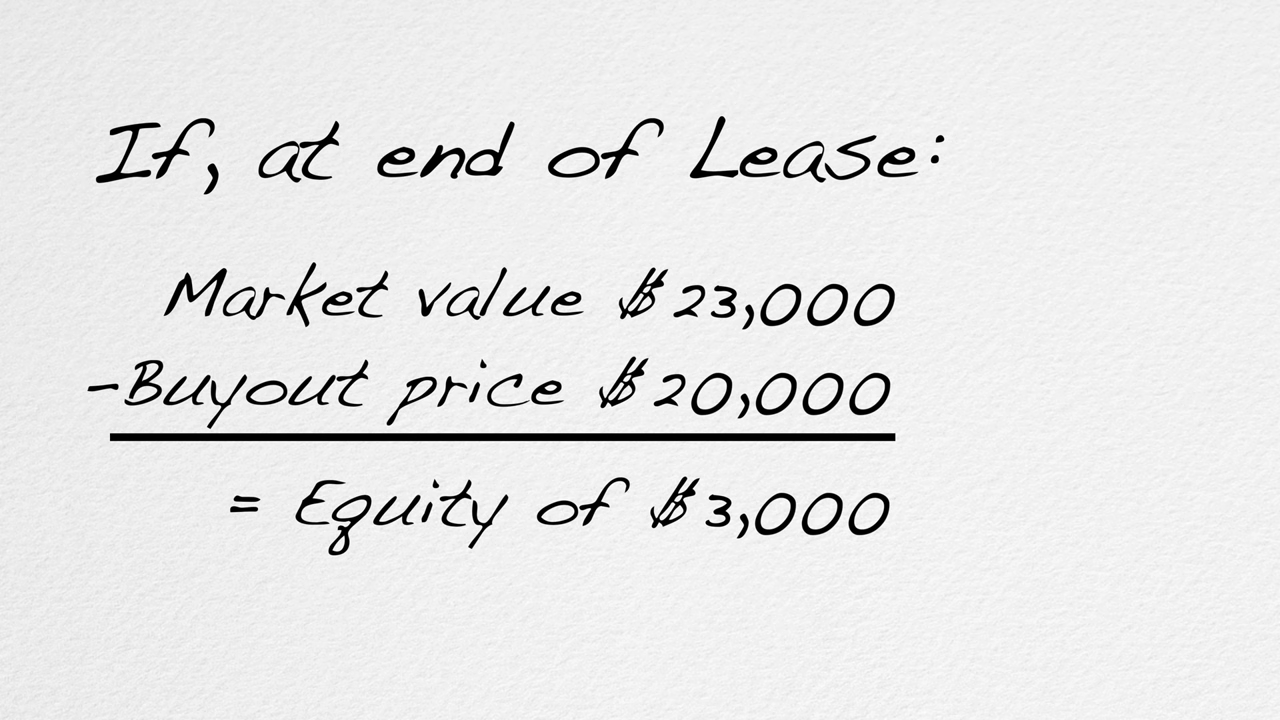 If, at end of Lease:
Market value $23,000
-Buyout price $20,000
= Equity of $3,000